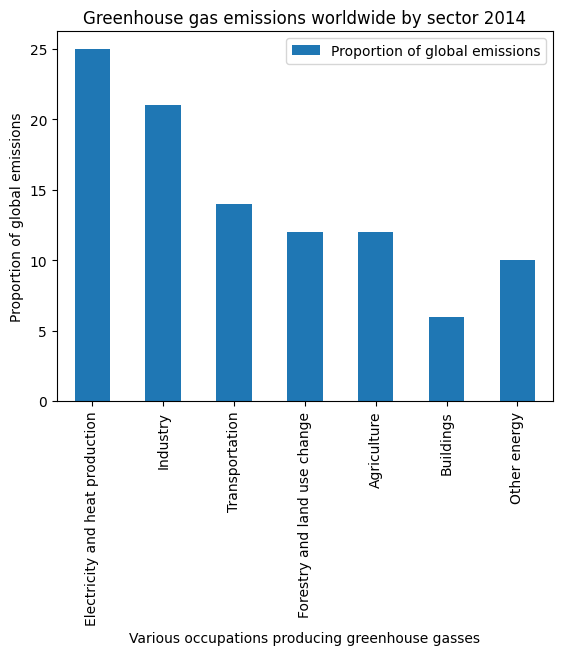 Greenhouse gas emissions worldwide by sector 2014
Proportion of global emissions
Proportion of global emissions
25
20
15
10
5
0
Electricity and heat production
Industry
Transportation
Forestry and land use change
Agriculture
Buildings
Other energy
Various occupations producing greenhouse gasses